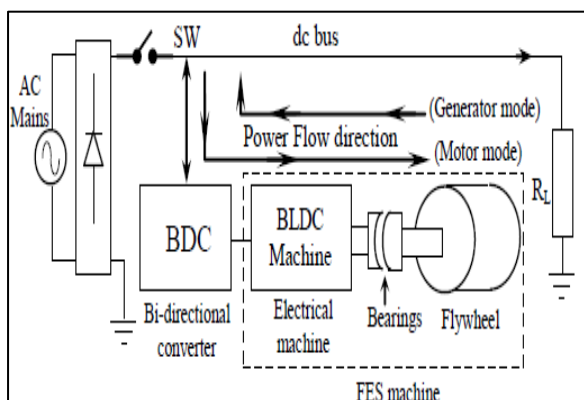 SW
dc bus
AC
Mains
(Generator mode)
Power Flow direction
(Motor mode)
R_L
BDC
BLDC
Machine
Bi-directional
converter
Electrical
machine
Bearings
Flywheel
FES machine